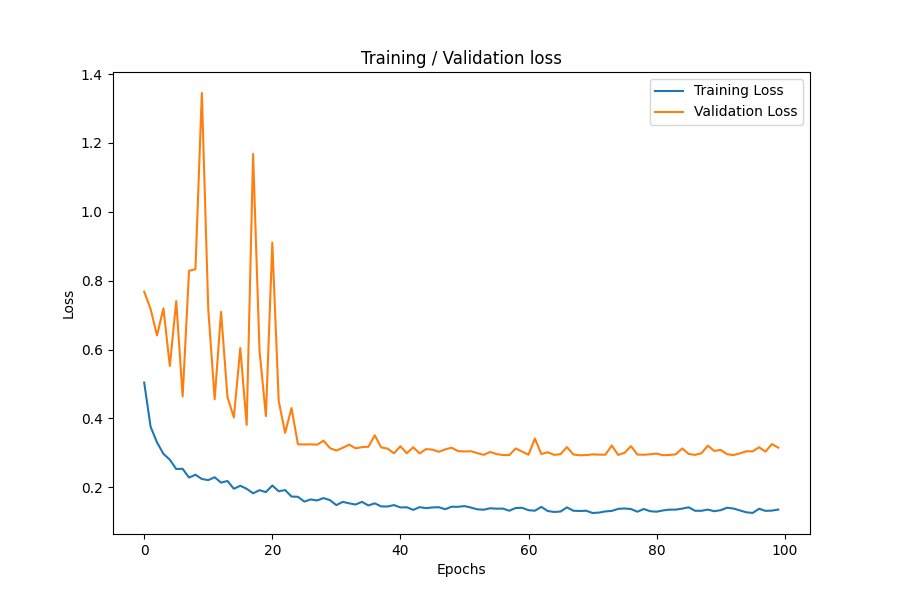 Training / Validation loss
Training Loss
Validation Loss
Loss
1.4
1.2
1.0
0.8
0.6
0.4
0.2
0 20 40 60 80 100
Epochs